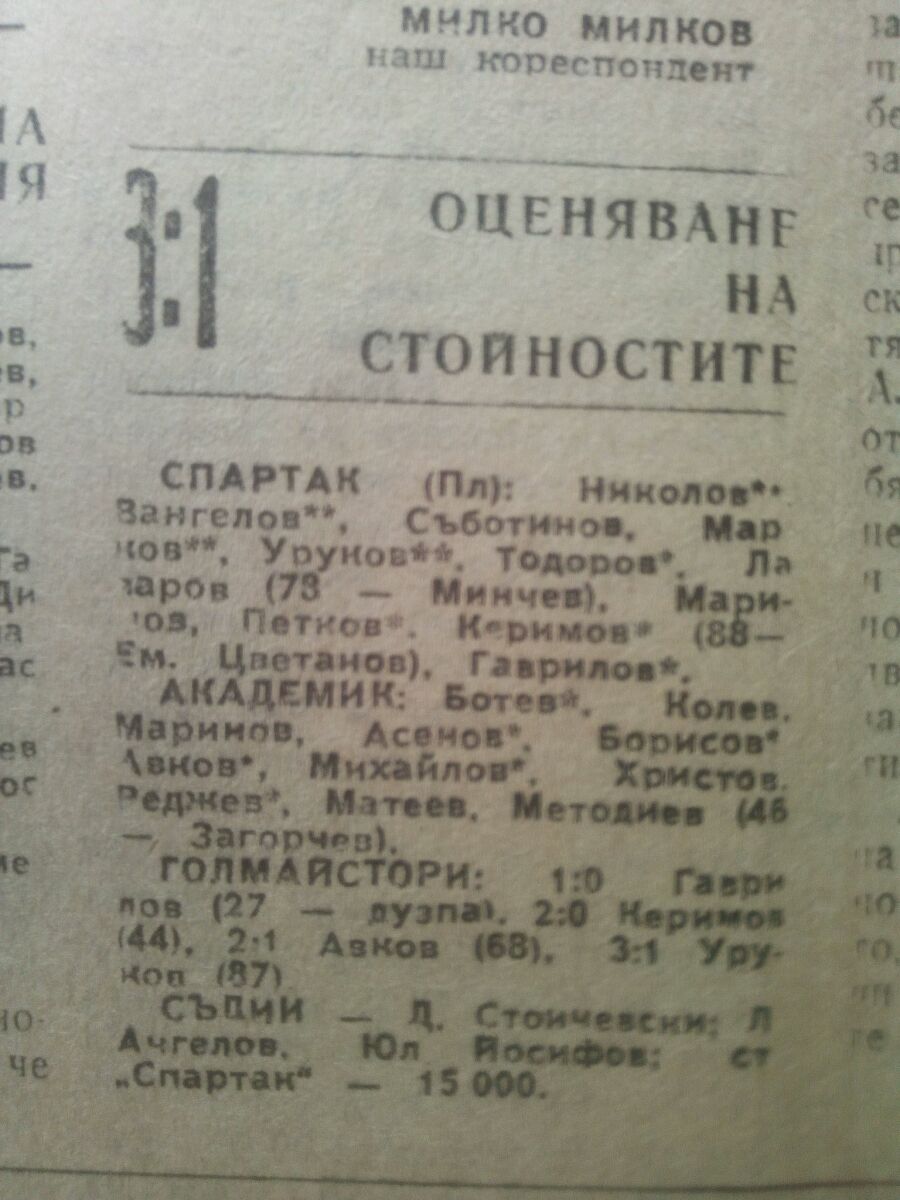 МИЛКО МИЛКОВ
наш кореспондент
3:1
ОЦЕНЯВАНЕ
НА
СТОЙНОСТИТЕ
СПАРТАК (Пл): Николов**
Вангелов**, Съботинов, Мар
ков**, Уруков**, Тодоров*, Ла
заров (73 — Минчев), Мари-
нов, Петков*, Керимов* (88—
Ем. Цветанов), Гаврилов*.
АКАДЕМИК: Ботев*, Колев,
Маринов, Асенов*, Борисов*
Авков*, Михайлов*, Христов,
Реджев*, Матеев, Методиев (46
— Загорчев).
ГОЛМАЙСТОРИ: 1:0 Гаври
лов (27 — дузпа), 2:0 Керимов
(44), 2:1 Авков (68), 3:1 Уру-
ков (87)
СЪДИИ — Д. Стоичевски; Л
Ангелов, Юл Йосифов; ст
„Спартак“ — 15 000.